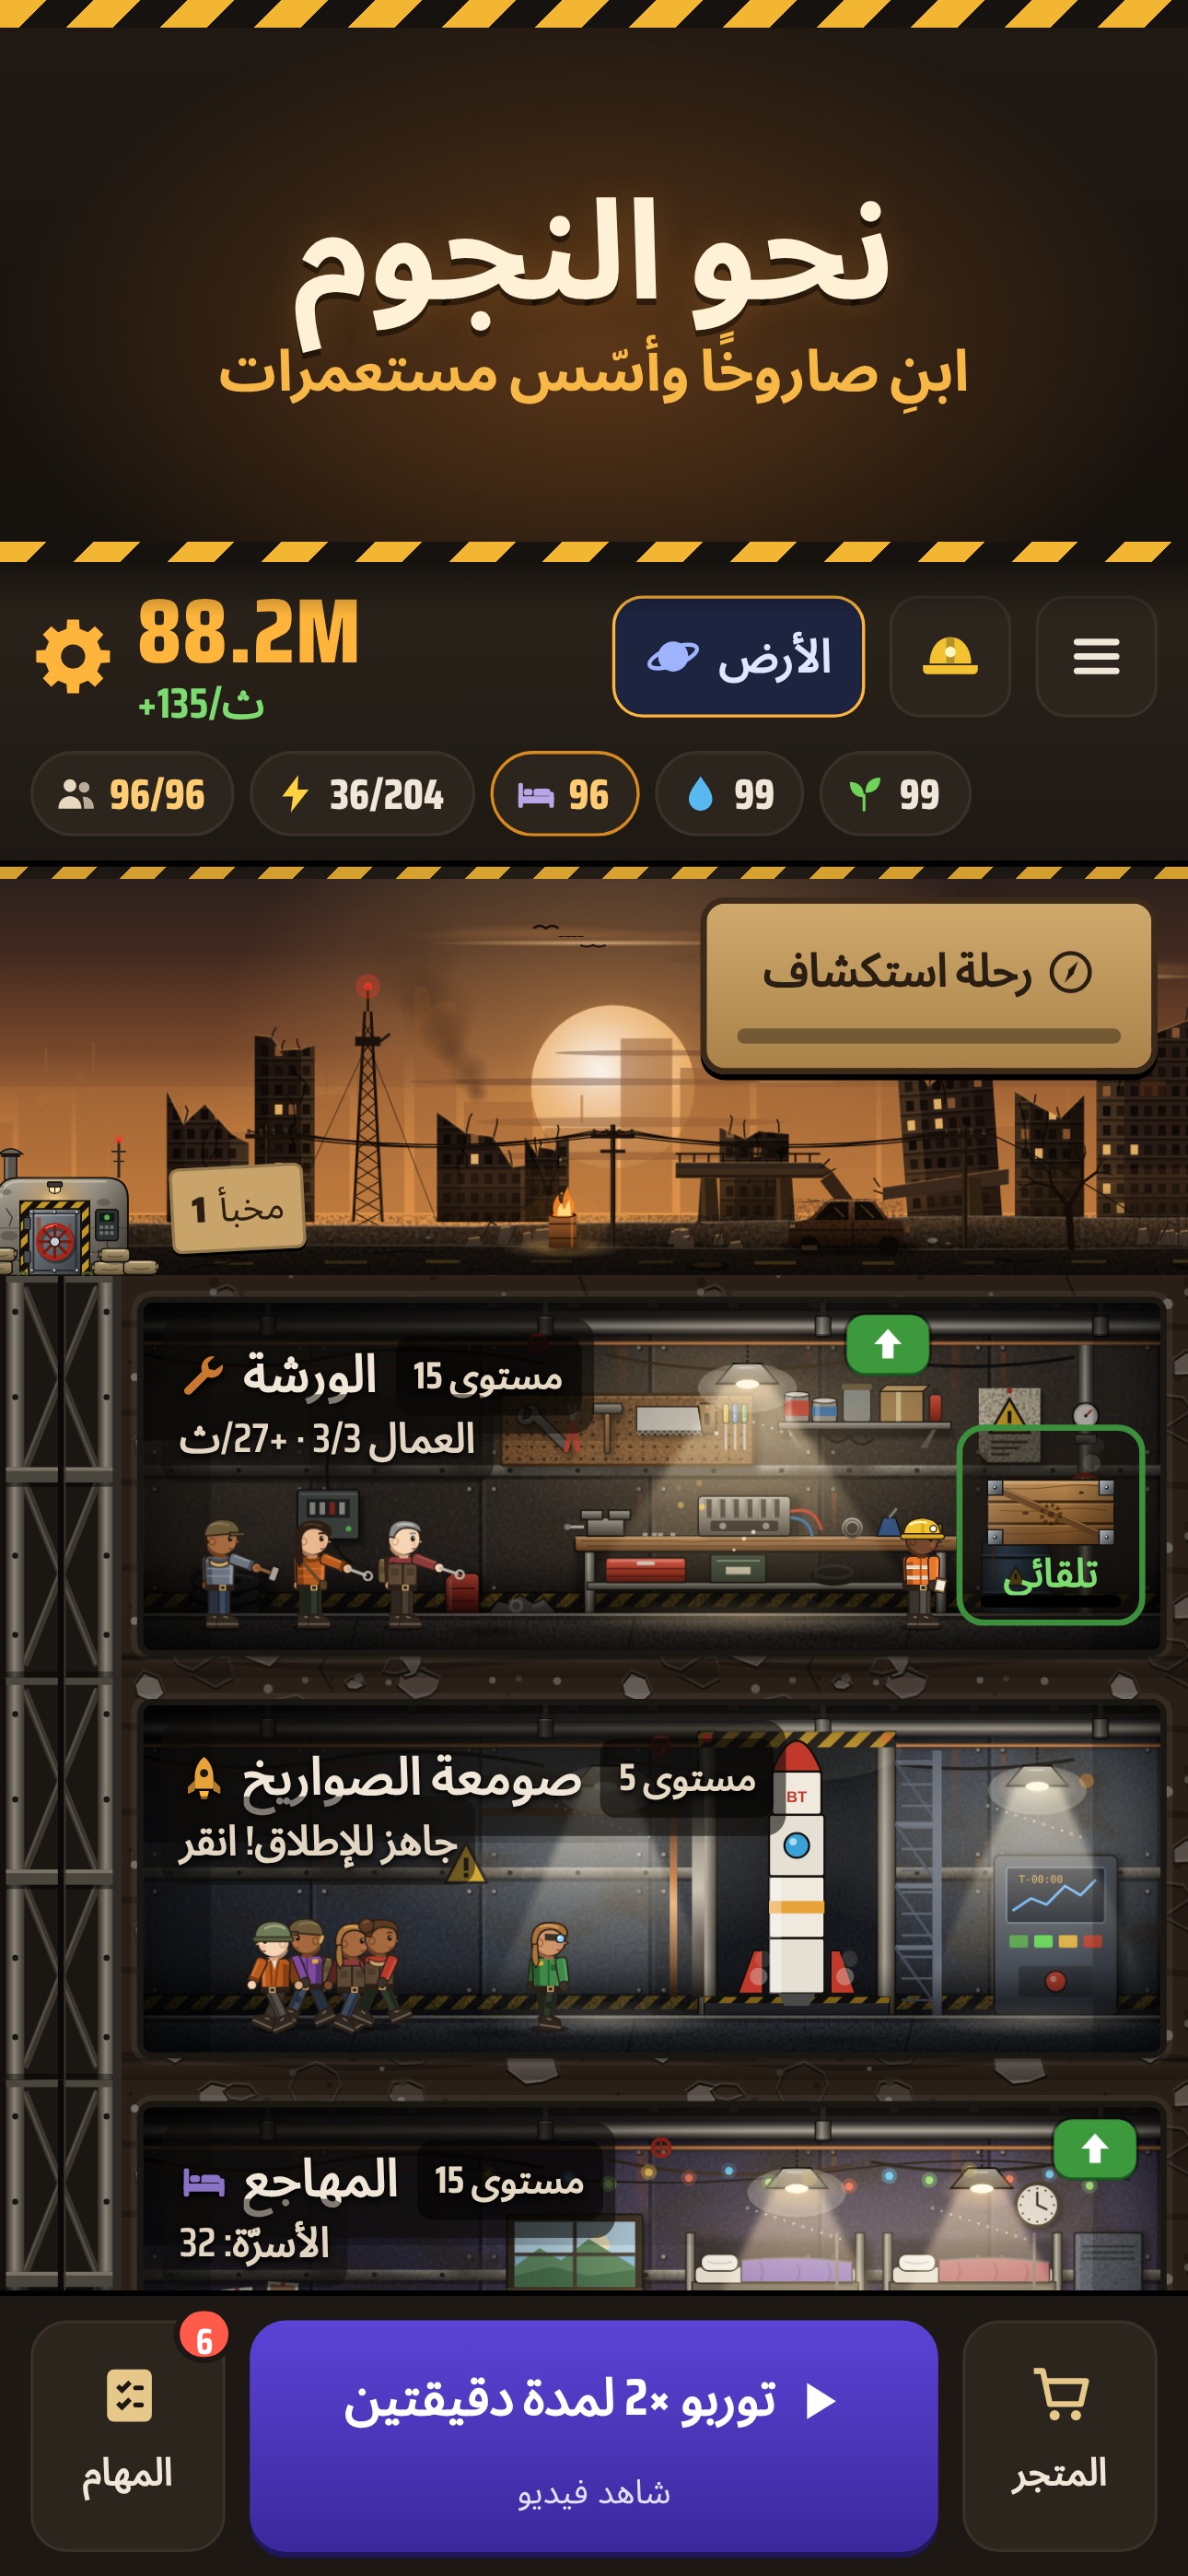 نحو النجوم
ابنِ صاروخًا وأسّس مستعمرات
88.2M
+135/ث
الأرض
96/96
36/204
96
99
99
رحلة استكشاف
مخبأ 1
الورشة مستوى 15
العمال 3/3 · +27/ث
تلقائي
صومعة الصواريخ مستوى 5
جاهز للإطلاق! انقر
BT
T-00:00
المهاجع مستوى 15
الأسرّة: 32
6
المهام
توربو ×2 لمدة دقيقتين
شاهد فيديو
المتجر